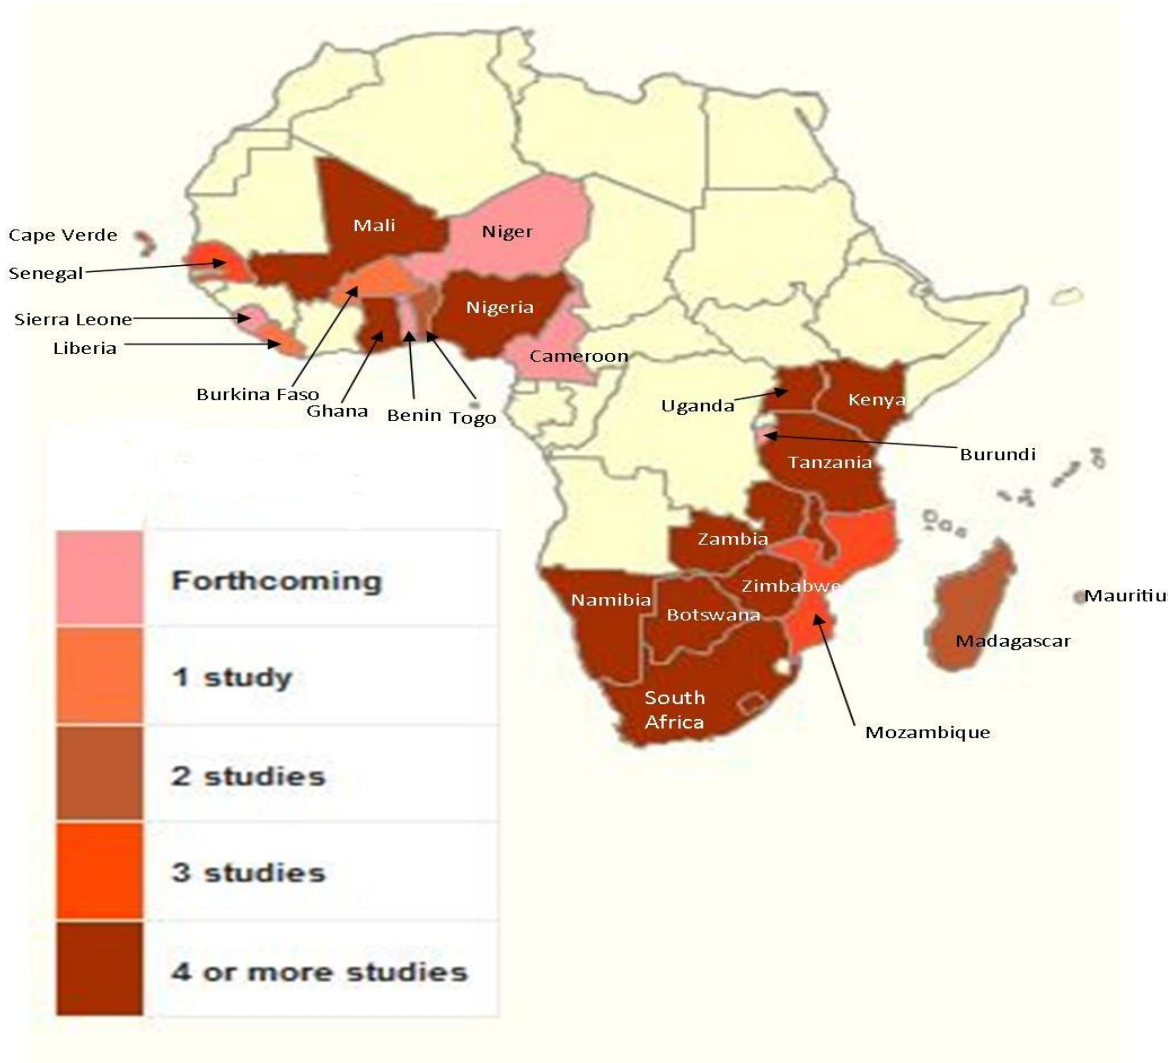 Mali
Niger
Cape Verde
Senegal
Nigeria
Sierra Leone
Liberia
Cameroon
Burkina Faso
Ghana
Benin
Togo
Uganda
Kenya
Burundi
Tanzania
Zambia
Zimbabwe
Namibia
Botswana
Mauritiu
Madagascar
South
Africa
Mozambique
Forthcoming
1 study
2 studies
3 studies
4 or more studies